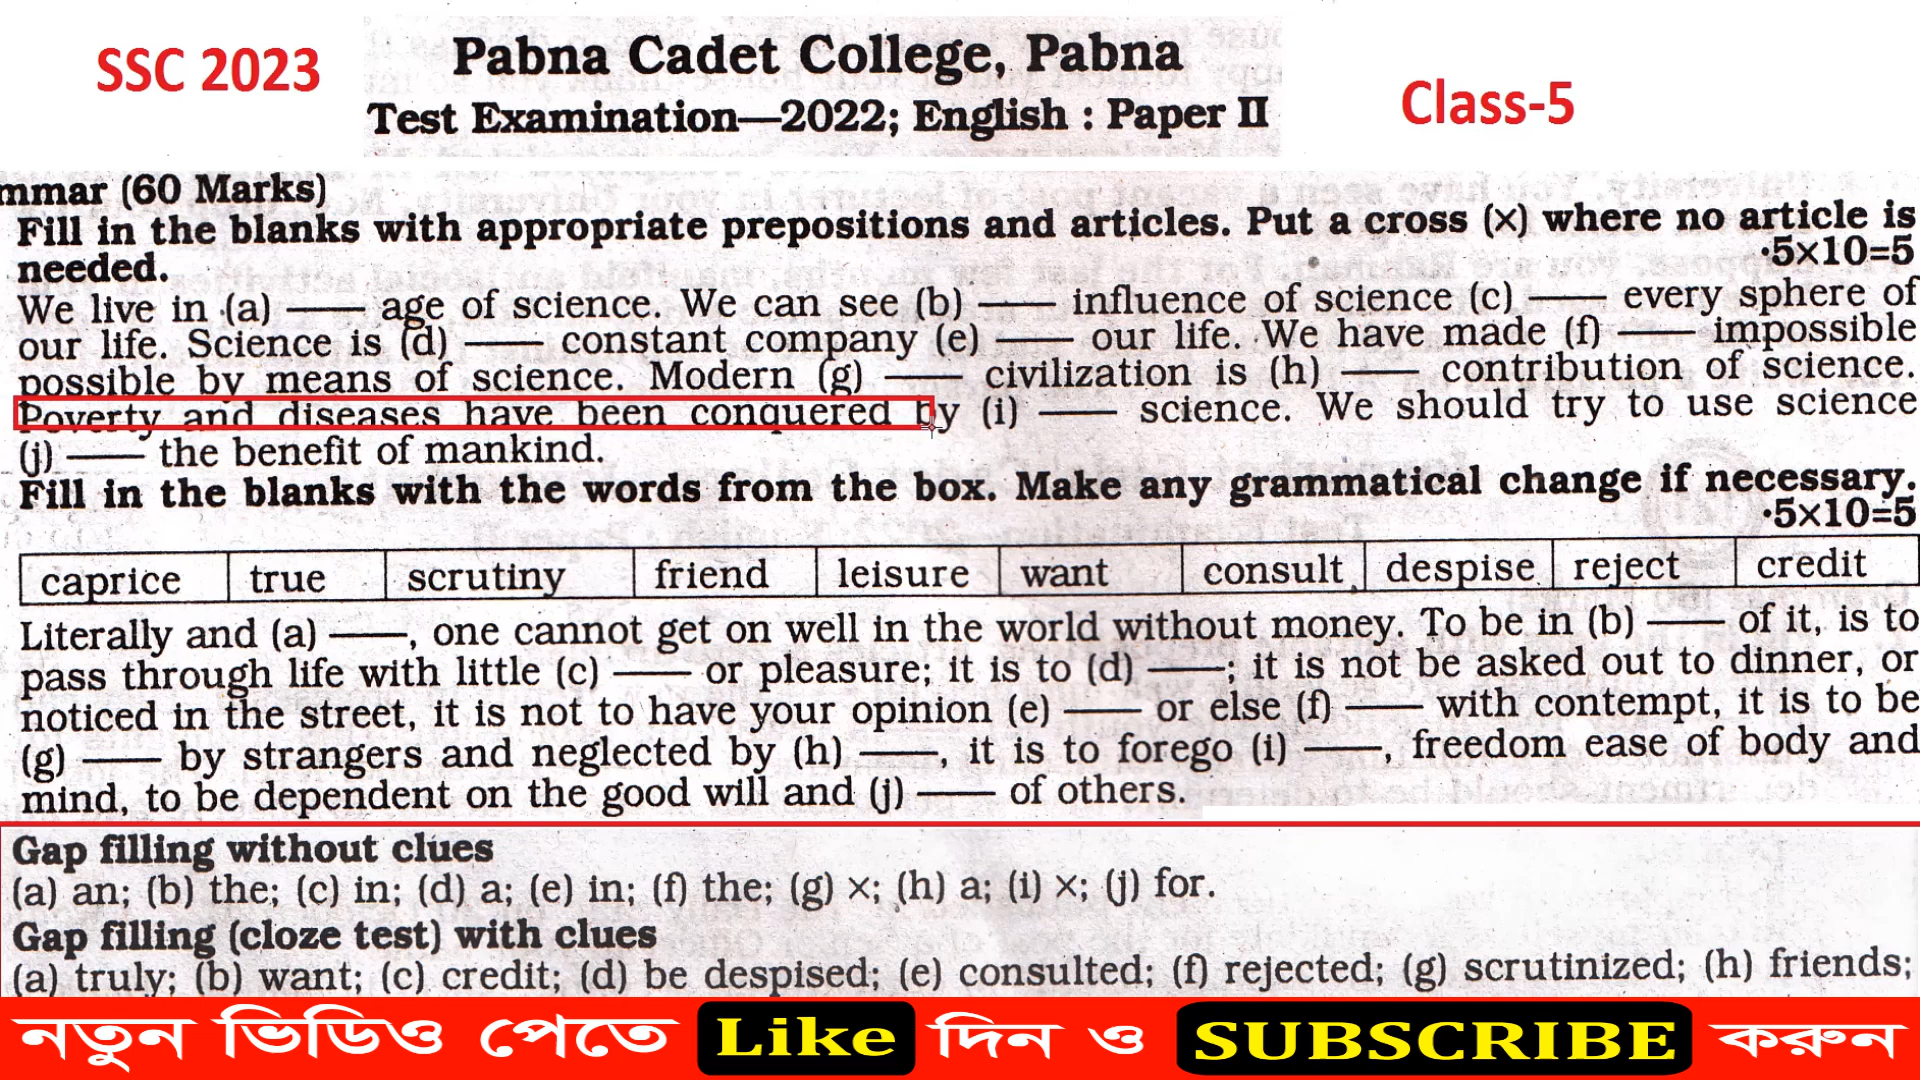 SSC 2023
Pabna Cadet College, Pabna
Test Examination—2022; English : Paper II
Class-5
mmar (60 Marks)
Fill in the blanks with appropriate prepositions and articles. Put a cross (×) where no article is
needed. ·5×10=5
We live in (a) —— age of science. We can see (b) —— influence of science (c) —— every sphere of
our life. Science is (d) —— constant company (e) —— our life. We have made (f) —— impossible
possible by means of science. Modern (g) —— civilization is (h) —— contribution of science.
Poverty and diseases have been conquered by (i) —— science. We should try to use science
(j) —— the benefit of mankind.
Fill in the blanks with the words from the box. Make any grammatical change if necessary.
·5×10=5
caprice true scrutiny friend leisure want consult despise reject credit
Literally and (a) ——, one cannot get on well in the world without money. To be in (b) —— of it, is to
pass through life with little (c) —— or pleasure; it is to (d) ——; it is not be asked out to dinner, or
noticed in the street, it is not to have your opinion (e) —— or else (f) —— with contempt, it is to be
(g) —— by strangers and neglected by (h) ——, it is to forego (i) ——, freedom ease of body and
mind, to be dependent on the good will and (j) —— of others.
Gap filling without clues
(a) an; (b) the; (c) in; (d) a; (e) in; (f) the; (g) ×; (h) a; (i) ×; (j) for.
Gap filling (cloze test) with clues
(a) truly; (b) want; (c) credit; (d) be despised; (e) consulted; (f) rejected; (g) scrutinized; (h) friends;
নতুন ভিডিও পেতে Like দিন ও SUBSCRIBE করুন